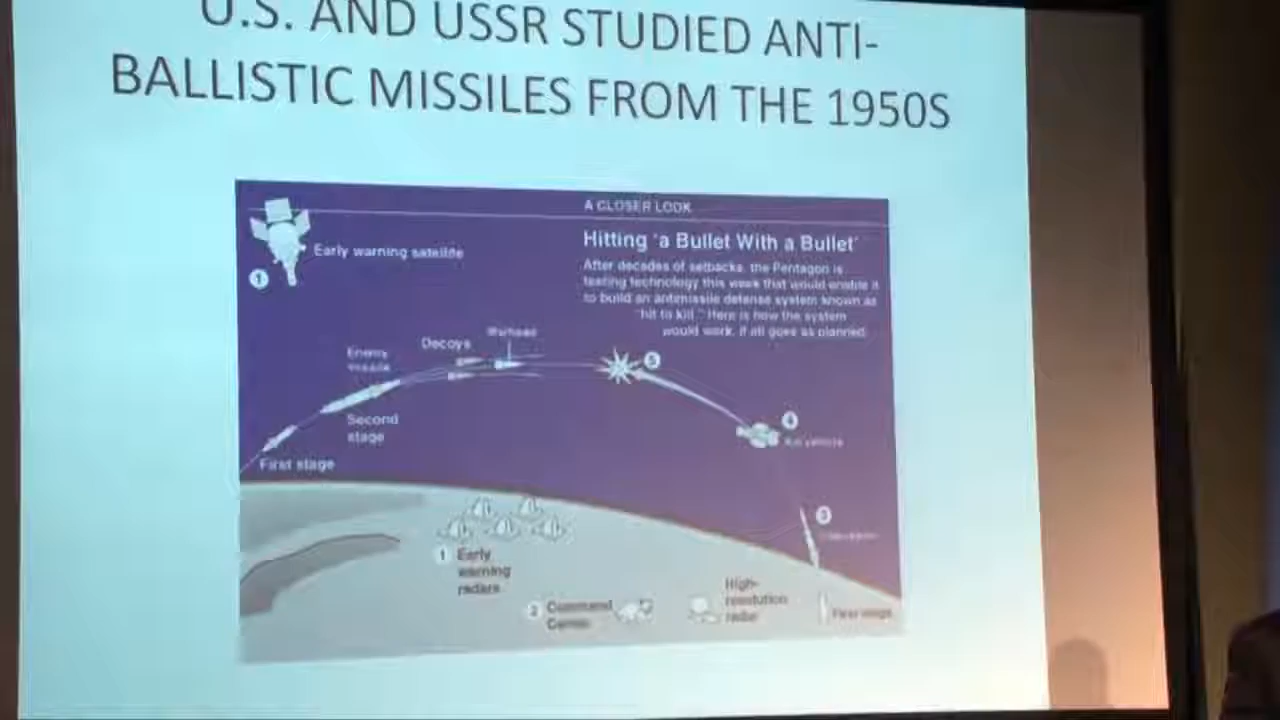 U.S. AND USSR STUDIED ANTI-
BALLISTIC MISSILES FROM THE 1950S
A CLOSER LOOK
Hitting 'a Bullet With a Bullet'
After decades of setbacks, the Pentagon is
testing technology this week that would enable it
to build an antimissile defense system known as
"hit to kill." Here is how the system
would work, if all goes as planned.
1
Early warning satellite
Warhead
Decoys
Enemy
missile
5
Second
stage
4
Kill vehicle
First stage
3
1 Early
warning
radars
High-
resolution
radar
2 Command
Center
First stage